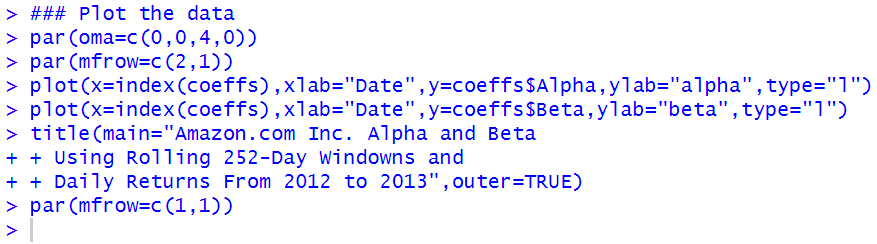 > ### Plot the data
> par(oma=c(0,0,4,0))
> par(mfrow=c(2,1))
> plot(x=index(coeffs),xlab="Date",y=coeffs$Alpha,ylab="alpha",type="l")
> plot(x=index(coeffs),xlab="Date",y=coeffs$Beta,ylab="beta",type="l")
> title(main="Amazon.com Inc. Alpha and Beta
+ + Using Rolling 252-Day Windowns and
+ + Daily Returns From 2012 to 2013",outer=TRUE)
> par(mfrow=c(1,1))
>